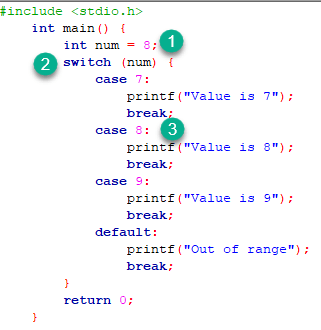 #include <stdio.h>
int main() {
int num = 8; 1
2 switch (num) {
case 7:
printf("Value is 7");
break;
case 8: 3
printf("Value is 8");
break;
case 9:
printf("Value is 9");
break;
default:
printf("Out of range");
break;
}
return 0;
}